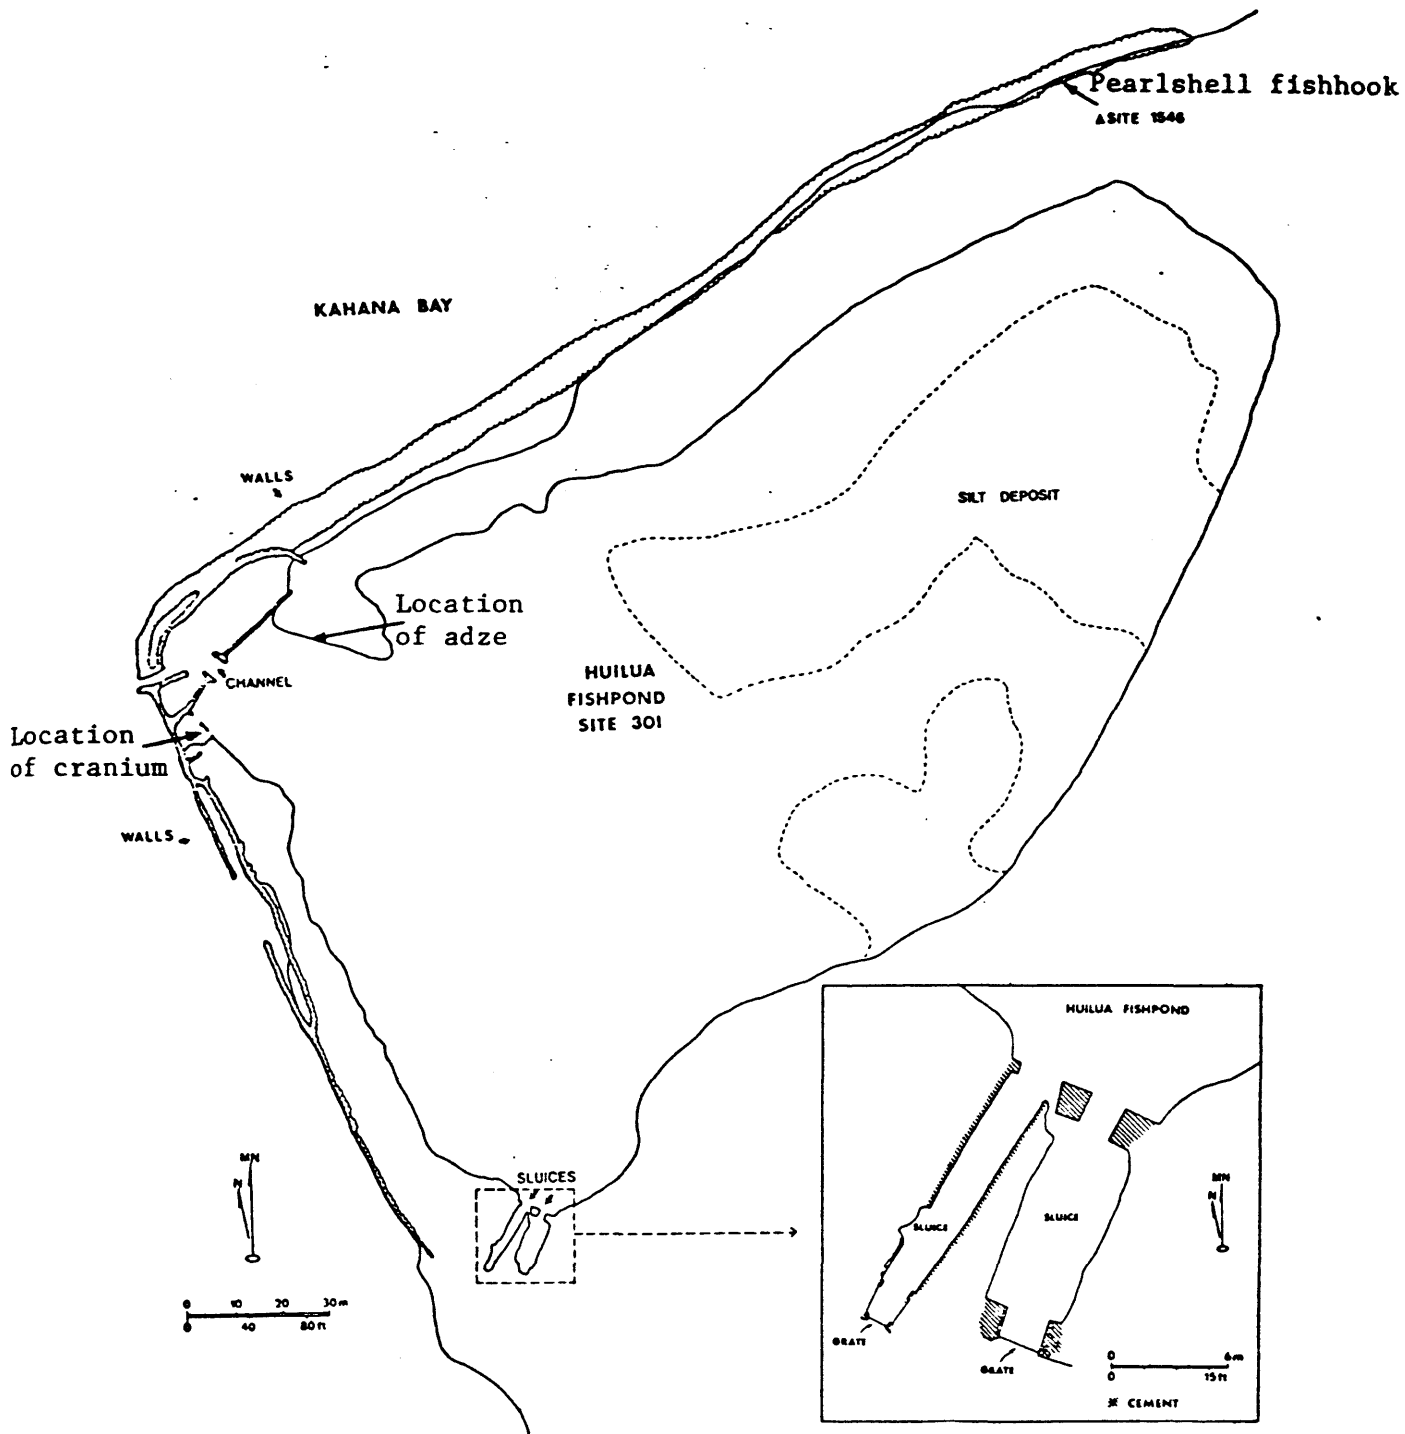 Pearlshell fishhook
SITE 1546
KAHANA BAY
WALLS
SILT DEPOSIT
Location
of adze
CHANNEL
HUILUA
FISHPOND
SITE 301
Location
of cranium
WALLS
HUILUA FISHPOND
MN
N
SLUICES
MN
N
SLUICE
SLUICE
0 10 20 30 m
0 40 80 ft
GRATE
GRATE
0 6 m
0 15 ft
CEMENT